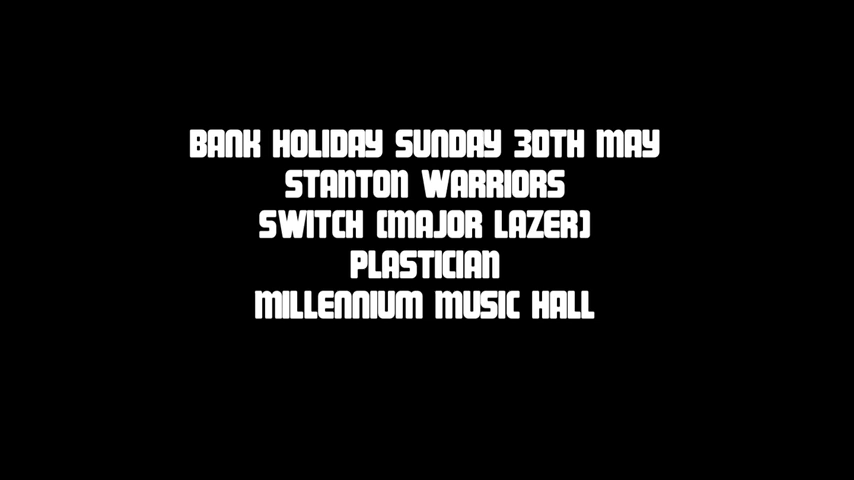 BANK HOLIDAY SUNDAY 30TH MAY
STANTON WARRIORS
SWITCH (MAJOR LAZER)
PLASTICIAN
MILLENNIUM MUSIC HALL